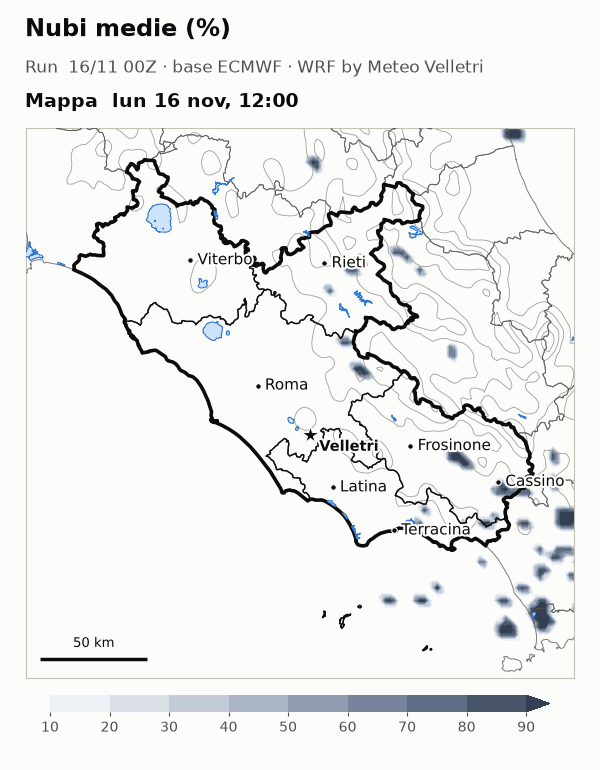 Nubi medie (%)
Run  16/11 00Z · base ECMWF · WRF by Meteo Velletri
Mappa  lun 16 nov, 12:00
Viterbo
Rieti
Roma
Velletri
Frosinone
Cassino
Latina
Terracina
50 km
10 20 30 40 50 60 70 80 90